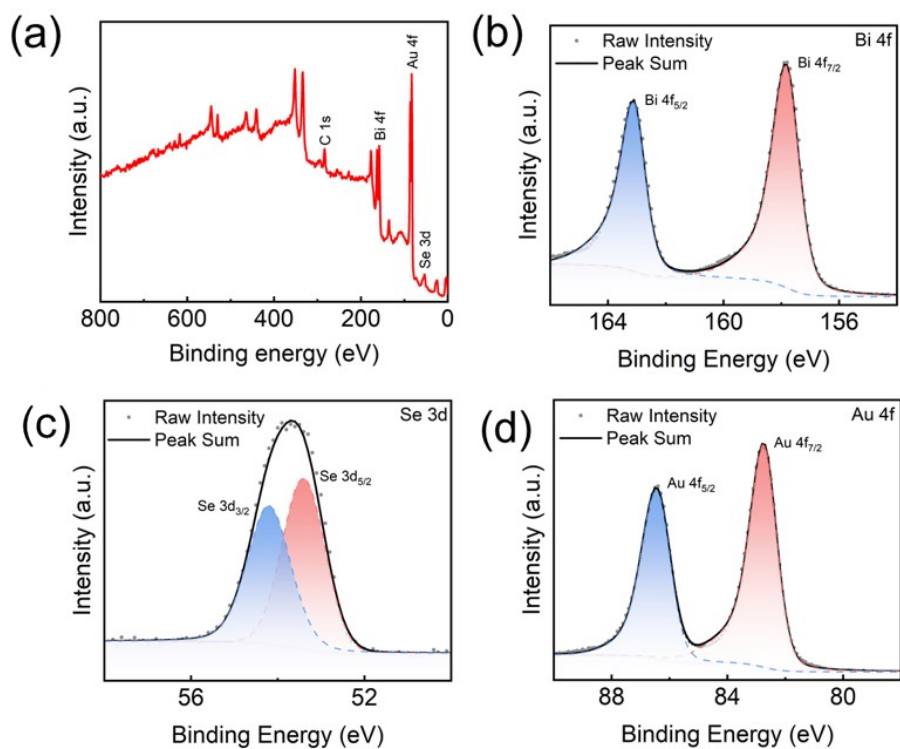 (a)
Intensity (a.u.)
C 1s
Bi 4f
Au 4f
Se 3d
800 600 400 200 0
Binding energy (eV)
(b)
Raw Intensity
Peak Sum
Bi 4f
Bi 4f5/2
Bi 4f7/2
Intensity (a.u.)
164 160 156
Binding Energy (eV)
(c)
Raw Intensity
Peak Sum
Se 3d
Se 3d3/2
Se 3d5/2
Intensity (a.u.)
56 52
Binding Energy (eV)
(d)
Raw Intensity
Peak Sum
Au 4f
Au 4f5/2
Au 4f7/2
Intensity (a.u.)
88 84 80
Binding Energy (eV)